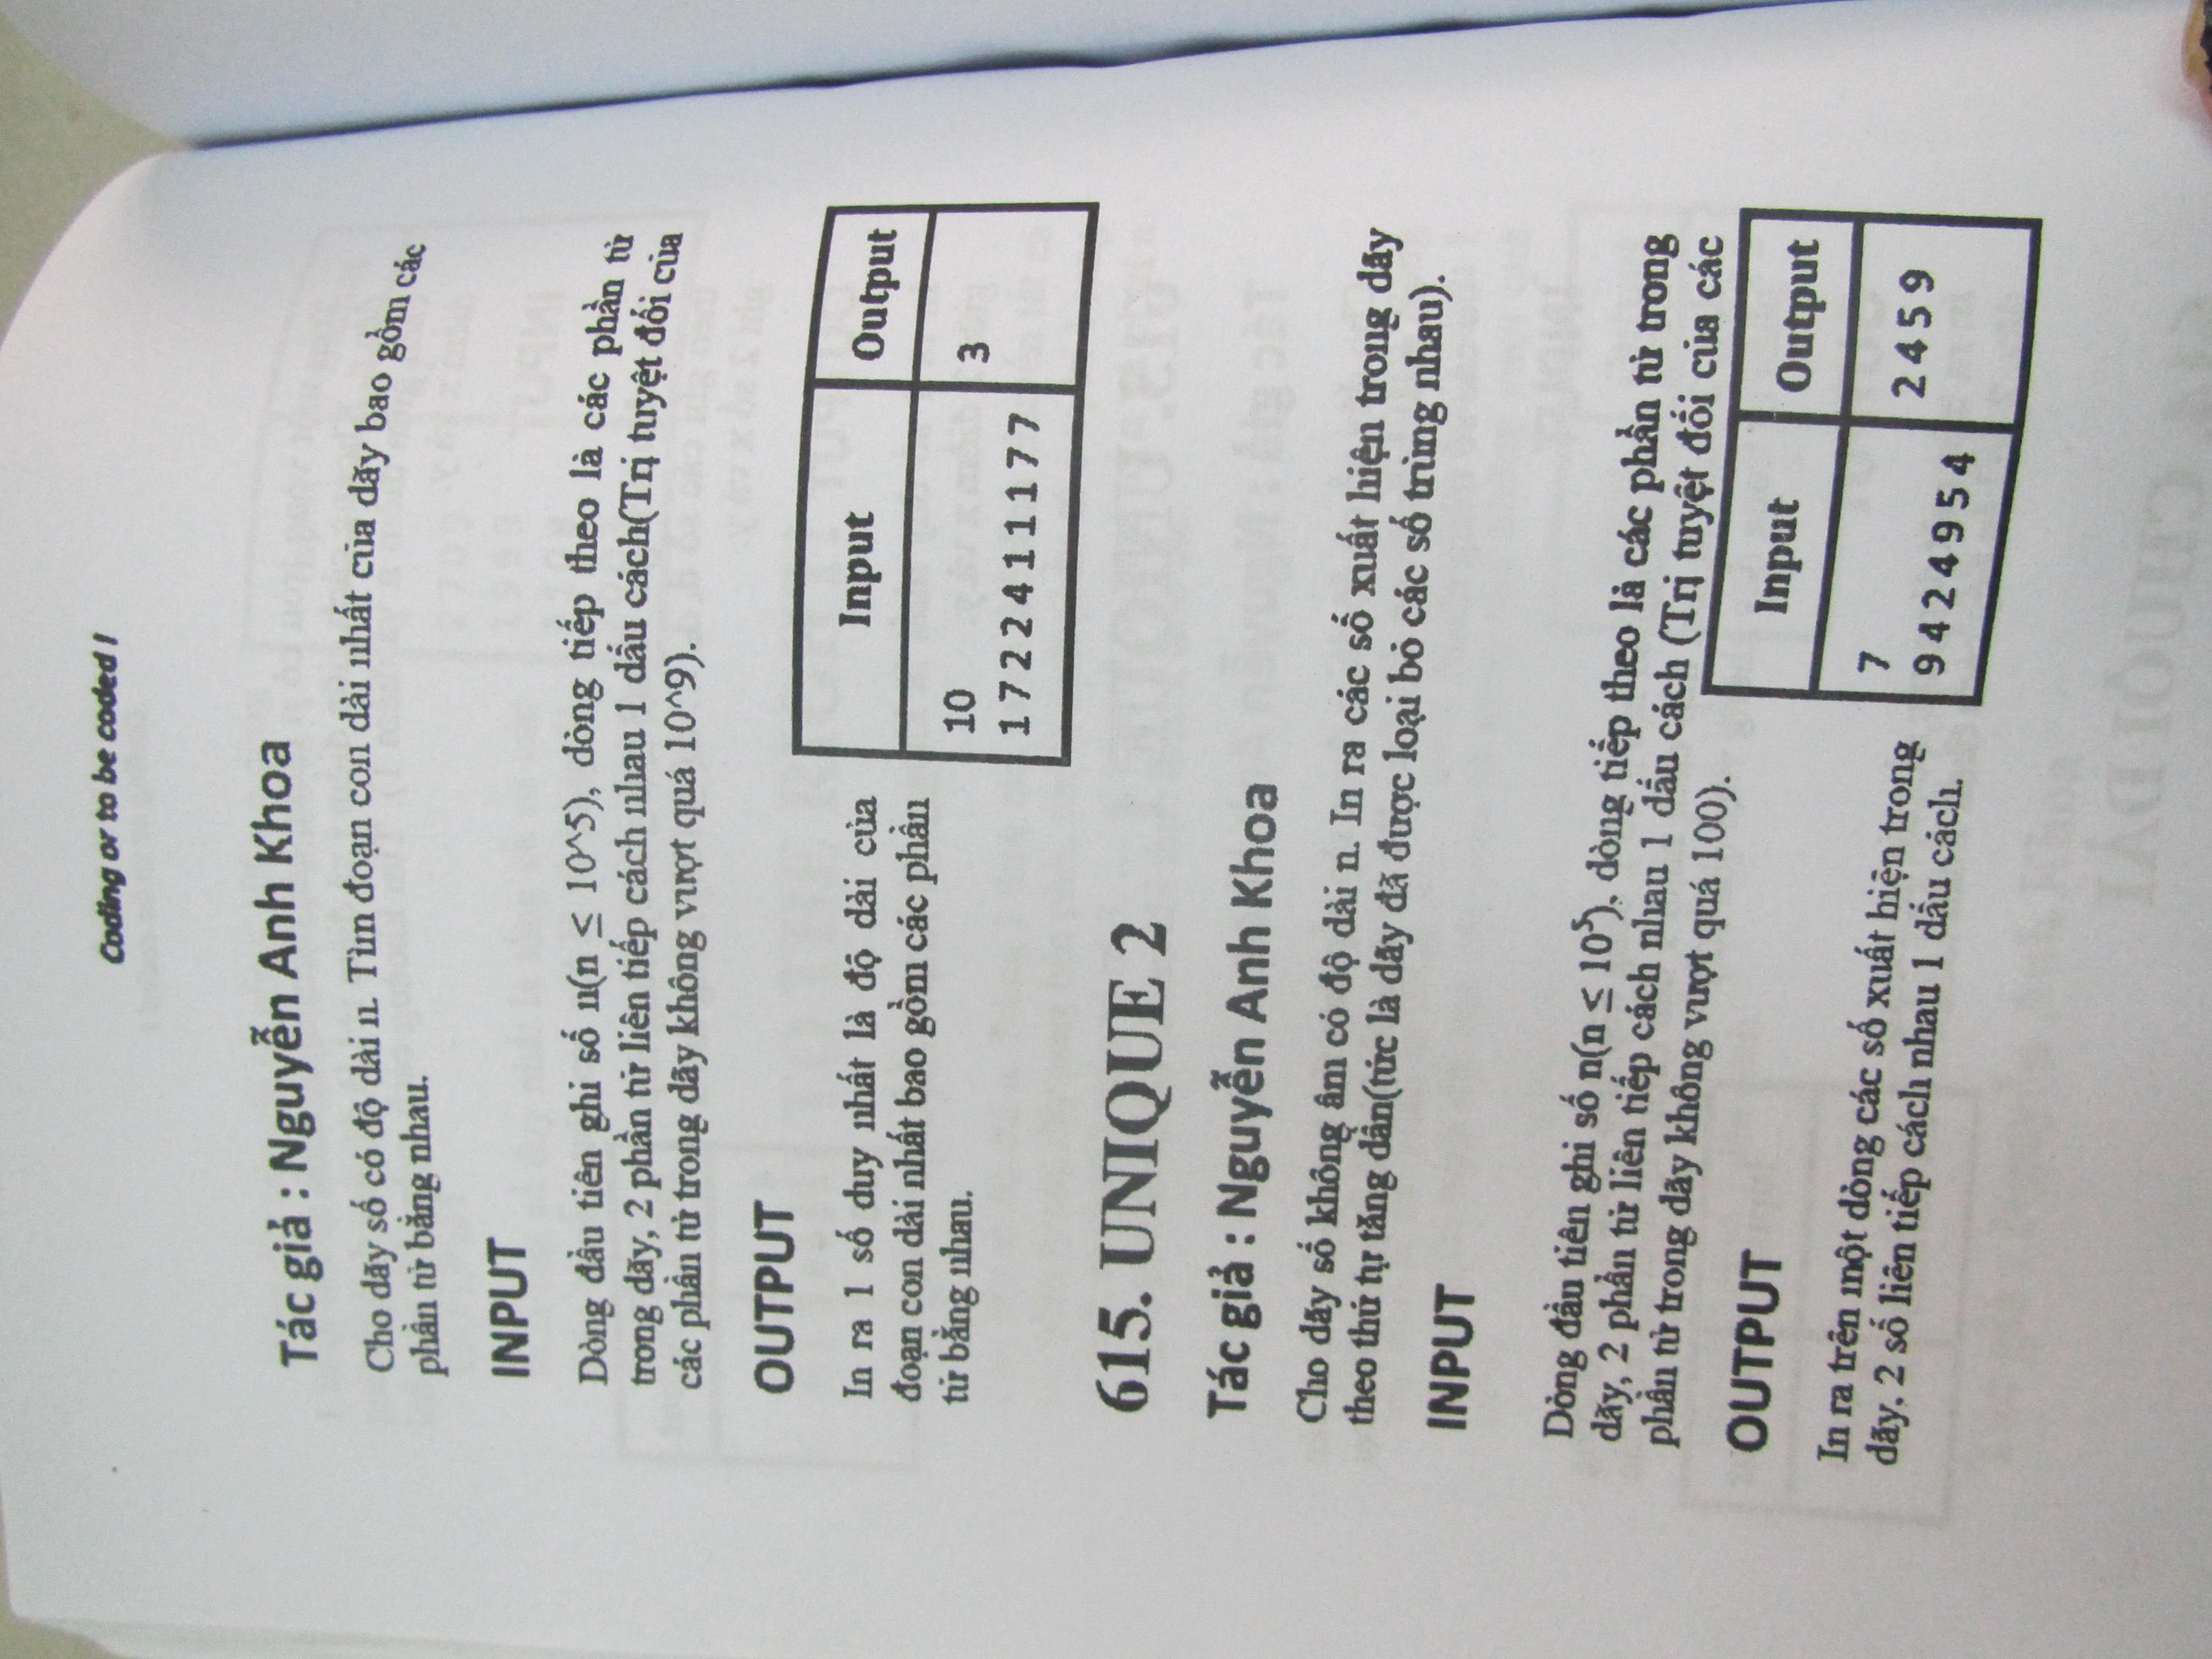 Coding or to be coded !
Tác giả : Nguyễn Anh Khoa
Cho dãy số có độ dài n. Tìm đoạn con dài nhất của dãy bao gồm các
phần tử bằng nhau.
INPUT
Dòng đầu tiên ghi số n(n ≤ 10^5), dòng tiếp theo là các phần tử
trong dãy, 2 phần tử liên tiếp cách nhau 1 dấu cách(Trị tuyệt đối của
các phần tử trong dãy không vượt quá 10^9).
OUTPUT
In ra 1 số duy nhất là độ dài của
đoạn con dài nhất bao gồm các phần
tử bằng nhau.
Input Output
10 3
1 7 2 2 4 1 1 1 7 7
615. UNIQUE 2
Tác giả : Nguyễn Anh Khoa
Cho dãy số không âm có độ dài n. In ra các số xuất hiện trong dãy
theo thứ tự tăng dần(tức là dãy đã được loại bỏ các số trùng nhau).
INPUT
Dòng đầu tiên ghi số n(n ≤ 10⁵), dòng tiếp theo là các phần tử trong
dãy, 2 phần tử liên tiếp cách nhau 1 dấu cách (Trị tuyệt đối của các
phần tử trong dãy không vượt quá 100).
OUTPUT
In ra trên một dòng các số xuất hiện trong
dãy, 2 số liên tiếp cách nhau 1 dấu cách.
Input Output
7 2 4 5 9
9 4 2 4 9 5 4